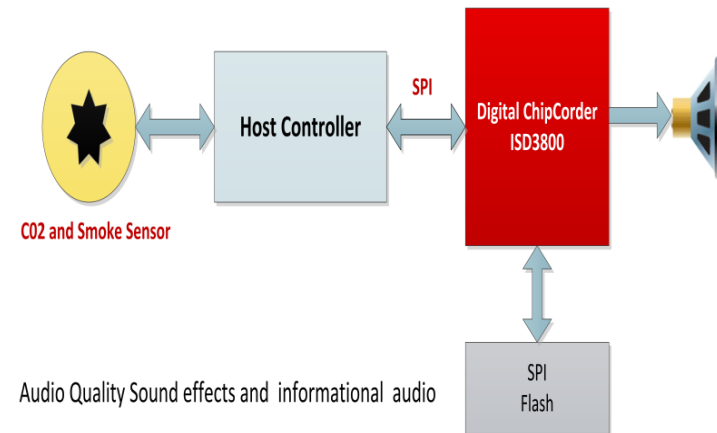 SPI
Digital ChipCorder
ISD3800
Host Controller
C02 and Smoke Sensor
SPI
Flash
Audio Quality Sound effects and informational audio